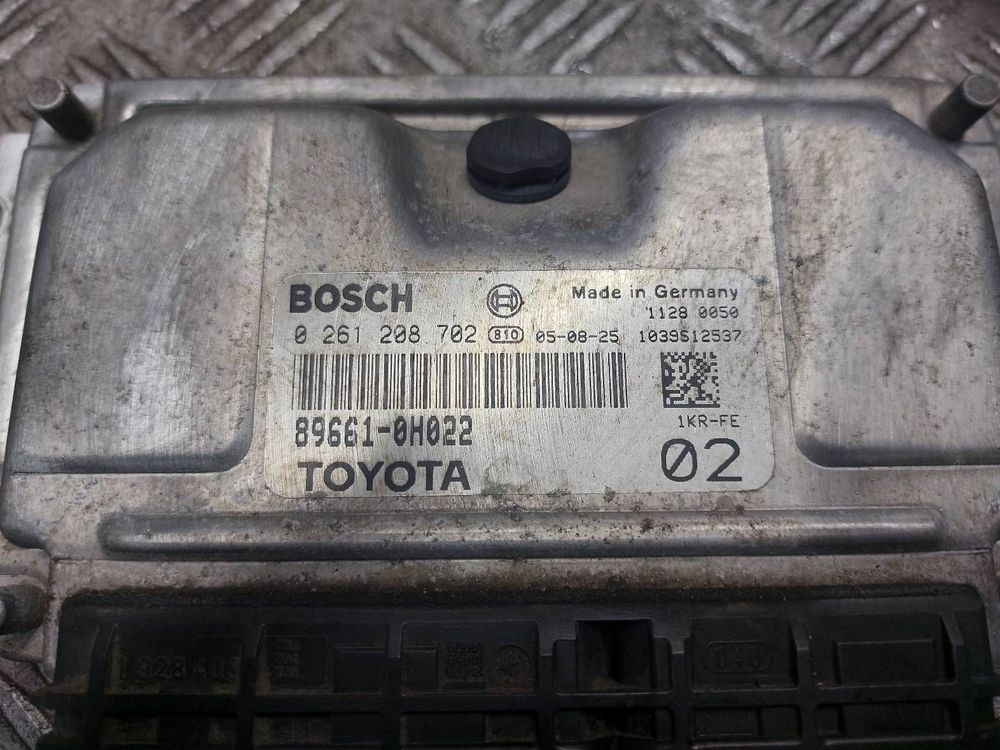 BOSCH
Made in Germany
1128 0050
0 261 208 702 810 05-08-25 1039S12537
89661-0H022
1KR-FE
TOYOTA
02
040